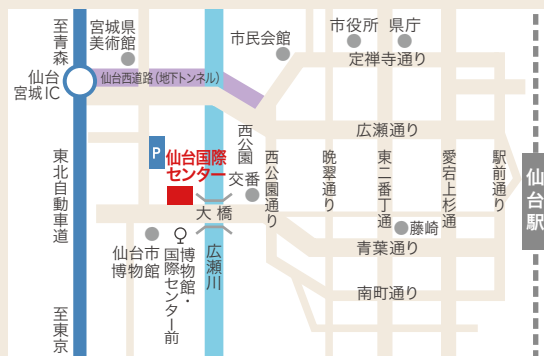 至青森
宮城県
美術館
市民会館
市役所
県庁
定禅寺通り
仙台
宮城IC
仙台西道路（地下トンネル）
広瀬通り
P
仙台国際
センター
西公園
交番
西公園通り
晩翠通り
東二番丁通
愛宕上杉通
駅前通り
仙台駅
東北自動車道
大橋
藤崎
仙台市
博物館
博物館・
国際センター前
広瀬川
青葉通り
南町通り
至東京